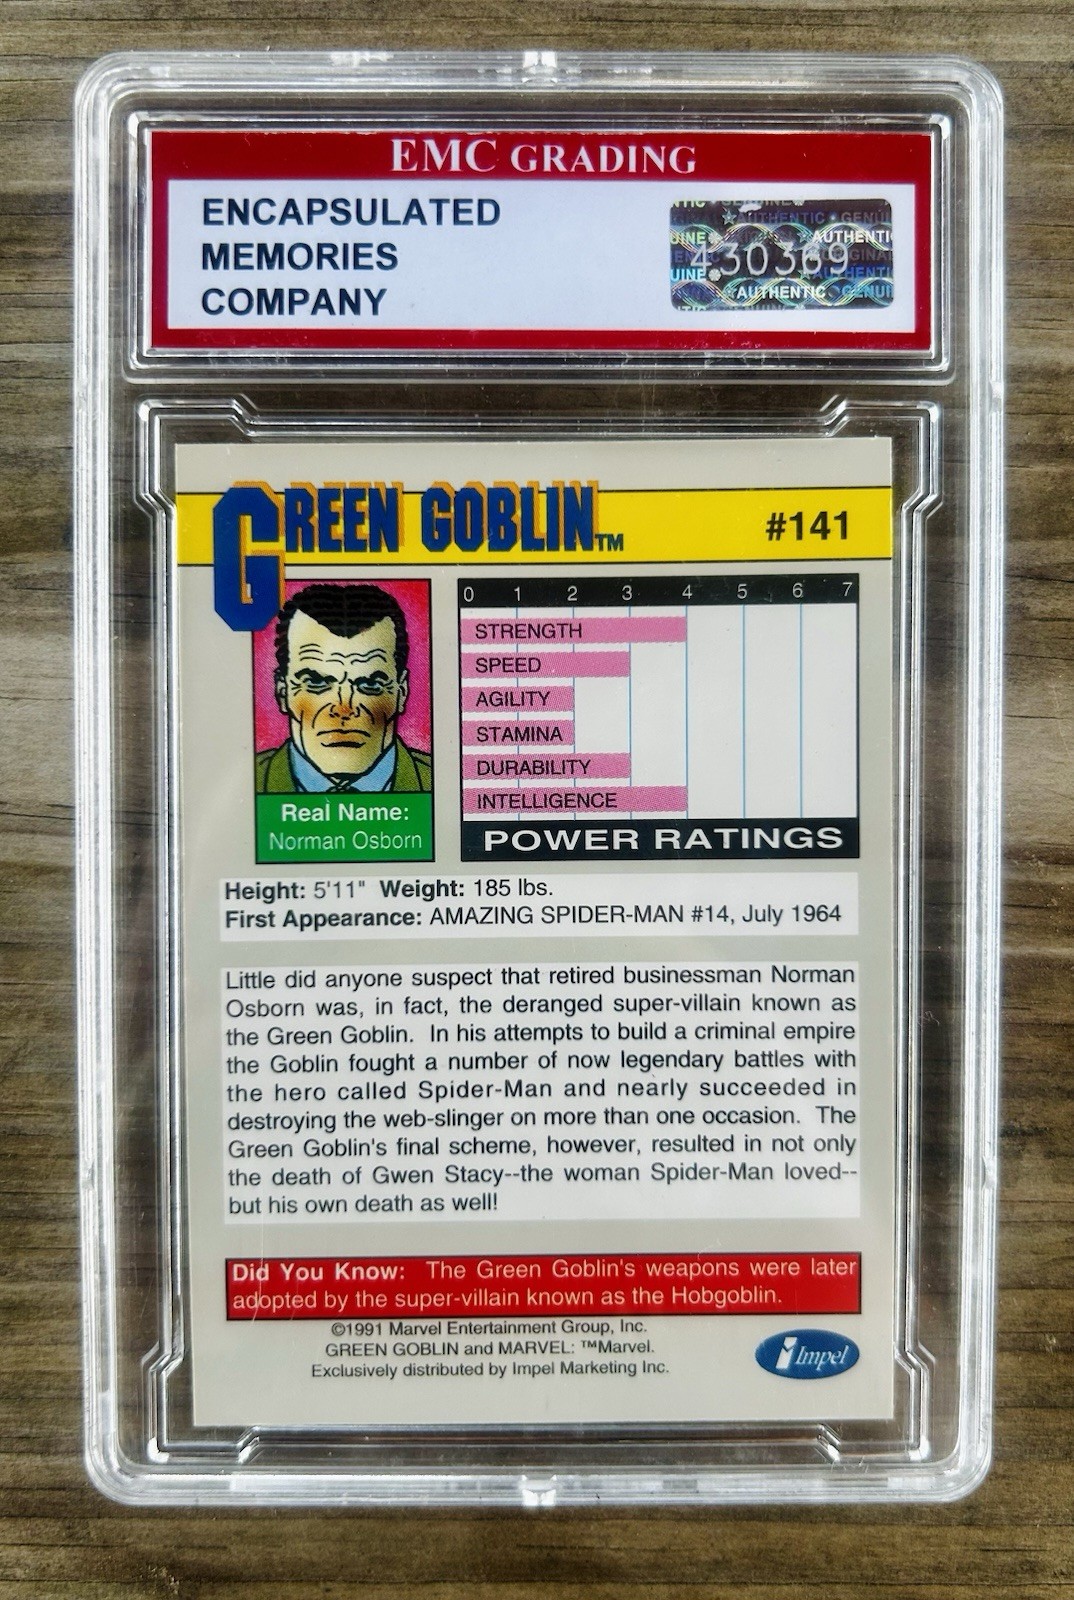 EMC GRADING
ENCAPSULATED
MEMORIES
COMPANY
430369
AUTHENTIC
GREEN GOBLIN™
#141
0 1 2 3 4 5 6 7
STRENGTH
SPEED
AGILITY
STAMINA
DURABILITY
INTELLIGENCE
POWER RATINGS
Real Name:
Norman Osborn
Height: 5'11" Weight: 185 lbs.
First Appearance: AMAZING SPIDER-MAN #14, July 1964
Little did anyone suspect that retired businessman Norman
Osborn was, in fact, the deranged super-villain known as
the Green Goblin. In his attempts to build a criminal empire
the Goblin fought a number of now legendary battles with
the hero called Spider-Man and nearly succeeded in
destroying the web-slinger on more than one occasion. The
Green Goblin's final scheme, however, resulted in not only
the death of Gwen Stacy--the woman Spider-Man loved--
but his own death as well!
Did You Know: The Green Goblin's weapons were later
adopted by the super-villain known as the Hobgoblin.
©1991 Marvel Entertainment Group, Inc.
GREEN GOBLIN and MARVEL: ™Marvel.
Exclusively distributed by Impel Marketing Inc.
Impel